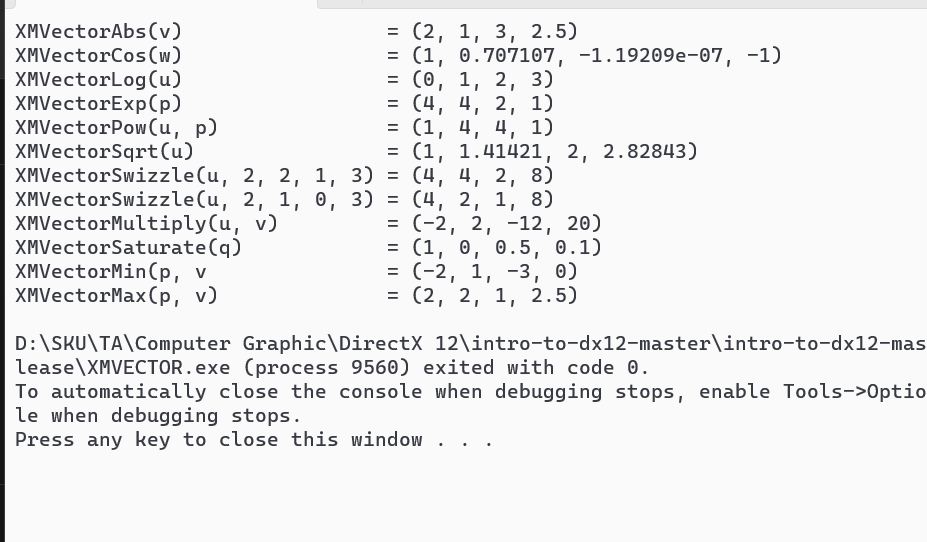 XMVectorAbs(v)                 = (2, 1, 3, 2.5)
XMVectorCos(w)                 = (1, 0.707107, -1.19209e-07, -1)
XMVectorLog(u)                 = (0, 1, 2, 3)
XMVectorExp(p)                 = (4, 4, 2, 1)
XMVectorPow(u, p)              = (1, 4, 4, 1)
XMVectorSqrt(u)                = (1, 1.41421, 2, 2.82843)
XMVectorSwizzle(u, 2, 2, 1, 3) = (4, 4, 2, 8)
XMVectorSwizzle(u, 2, 1, 0, 3) = (4, 2, 1, 8)
XMVectorMultiply(u, v)         = (-2, 2, -12, 20)
XMVectorSaturate(q)            = (1, 0, 0.5, 0.1)
XMVectorMin(p, v               = (-2, 1, -3, 0)
XMVectorMax(p, v)              = (2, 2, 1, 2.5)
D:\SKU\TA\Computer Graphic\DirectX 12\intro-to-dx12-master\intro-to-dx12-mas
lease\XMVECTOR.exe (process 9560) exited with code 0.
To automatically close the console when debugging stops, enable Tools->Optio
le when debugging stops.
Press any key to close this window . . .